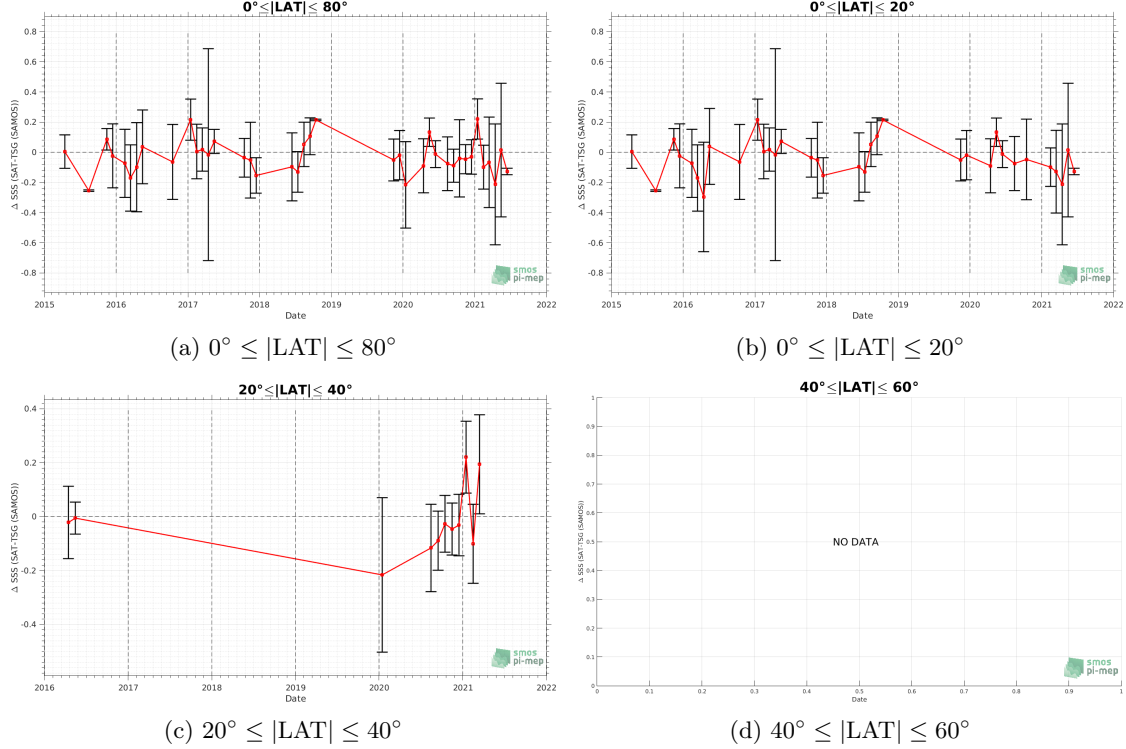 0°≤|LAT|≤ 80°
Δ SSS (SAT-TSG (SAMOS))
0.8
0.6
0.4
0.2
0
-0.2
-0.4
-0.6
-0.8
2015 2016 2017 2018 2019 2020 2021 2022
Date
smos
pi-mep
(a) 0° ≤ |LAT| ≤ 80°
0°≤|LAT|≤ 20°
Δ SSS (SAT-TSG (SAMOS))
0.8
0.6
0.4
0.2
0
-0.2
-0.4
-0.6
-0.8
2015 2016 2017 2018 2019 2020 2021 2022
Date
smos
pi-mep
(b) 0° ≤ |LAT| ≤ 20°
20°≤|LAT|≤ 40°
Δ SSS (SAT-TSG (SAMOS))
0.4
0.2
0
-0.2
-0.4
2016 2017 2018 2019 2020 2021 2022
Date
smos
pi-mep
(c) 20° ≤ |LAT| ≤ 40°
40°≤|LAT|≤ 60°
Δ SSS (SAT-TSG (SAMOS))
1
0.9
0.8
0.7
0.6
0.5
0.4
0.3
0.2
0.1
0
NO DATA
0 0.1 0.2 0.3 0.4 0.5 0.6 0.7 0.8 0.9 1
Date
smos
pi-mep
(d) 40° ≤ |LAT| ≤ 60°